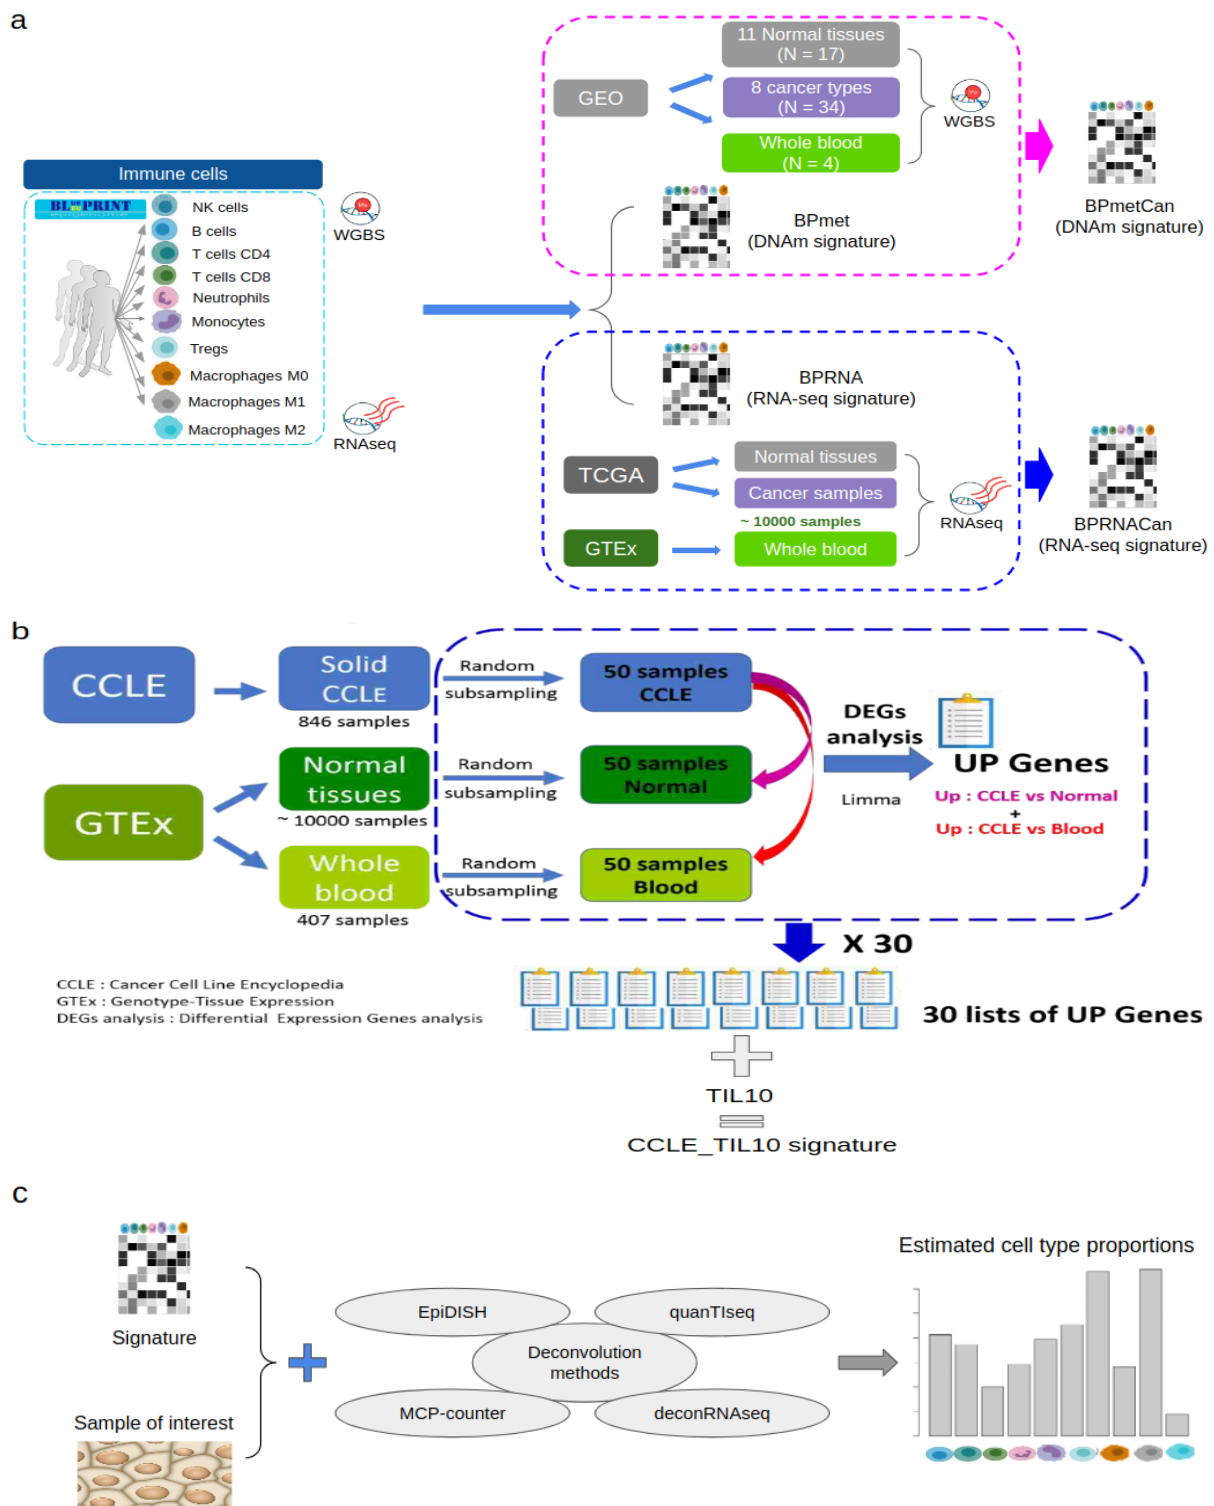 a
Immune cells
BLUEPRINT
epigenome
NK cells
B cells
T cells CD4
T cells CD8
Neutrophils
Monocytes
Tregs
Macrophages M0
Macrophages M1
Macrophages M2
WGBS
RNAseq
GEO
11 Normal tissues
(N = 17)
8 cancer types
(N = 34)
Whole blood
(N = 4)
WGBS
BPmet
(DNAm signature)
BPmetCan
(DNAm signature)
BPRNA
(RNA-seq signature)
TCGA
Normal tissues
Cancer samples
~ 10000 samples
GTEx
Whole blood
RNAseq
BPRNACan
(RNA-seq signature)
b
CCLE
Solid
CCLE
846 samples
Random
subsampling
50 samples
CCLE
GTEx
Normal
tissues
~ 10000 samples
Random
subsampling
50 samples
Normal
Whole
blood
407 samples
Random
subsampling
50 samples
Blood
DEGs
analysis
Limma
UP Genes
Up : CCLE vs Normal
+
Up : CCLE vs Blood
X 30
CCLE : Cancer Cell Line Encyclopedia
GTEx : Genotype-Tissue Expression
DEGs analysis : Differential Expression Genes analysis
30 lists of UP Genes
TIL10
CCLE_TIL10 signature
c
Signature
Sample of interest
EpiDISH
quanTIseq
Deconvolution
methods
MCP-counter
deconRNAseq
Estimated cell type proportions